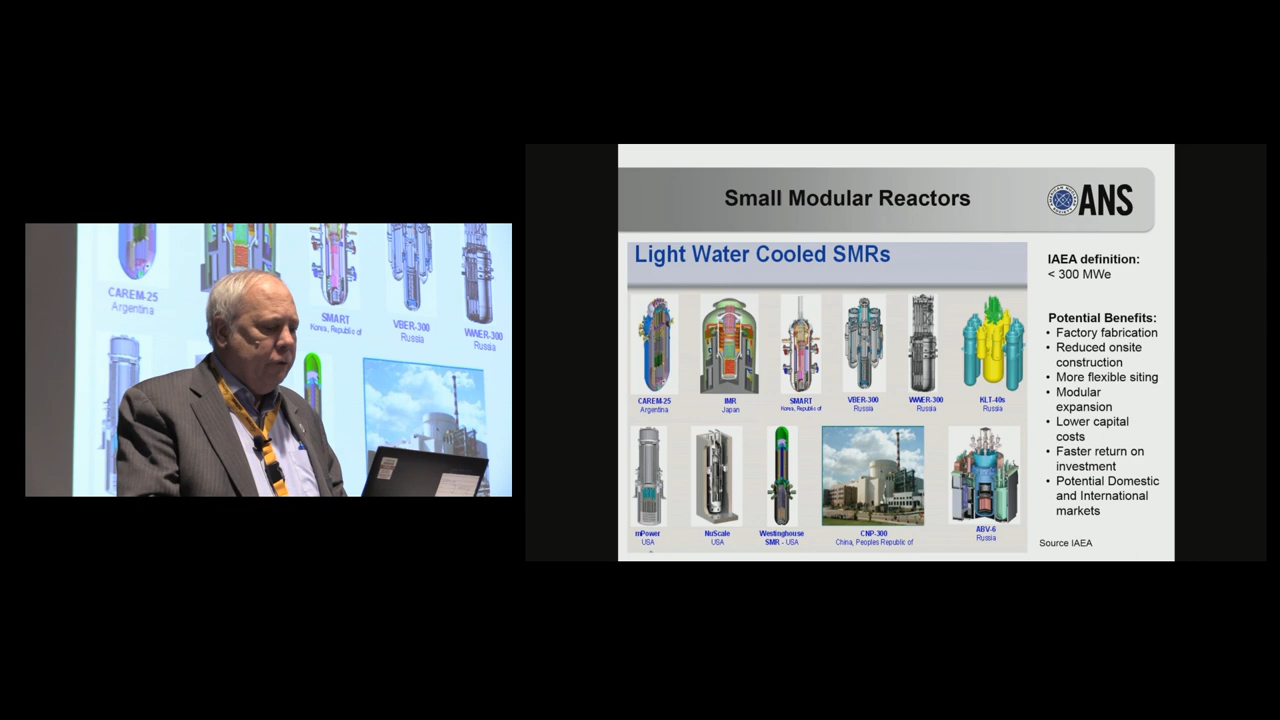 CAREM-25
Argentina
SMART
Korea, Republic of
VBER-300
Russia
WWER-300
Russia
Small Modular Reactors
ANS
Light Water Cooled SMRs
CAREM-25
Argentina
IMR
Japan
SMART
Korea, Republic of
VBER-300
Russia
WWER-300
Russia
KLT-40s
Russia
mPower
USA
NuScale
USA
Westinghouse
SMR - USA
CNP-300
China, Peoples Republic of
ABV-6
Russia
IAEA definition:
< 300 MWe
Potential Benefits:
• Factory fabrication
• Reduced onsite
construction
• More flexible siting
• Modular
expansion
• Lower capital
costs
• Faster return on
investment
• Potential Domestic
and International
markets
Source IAEA